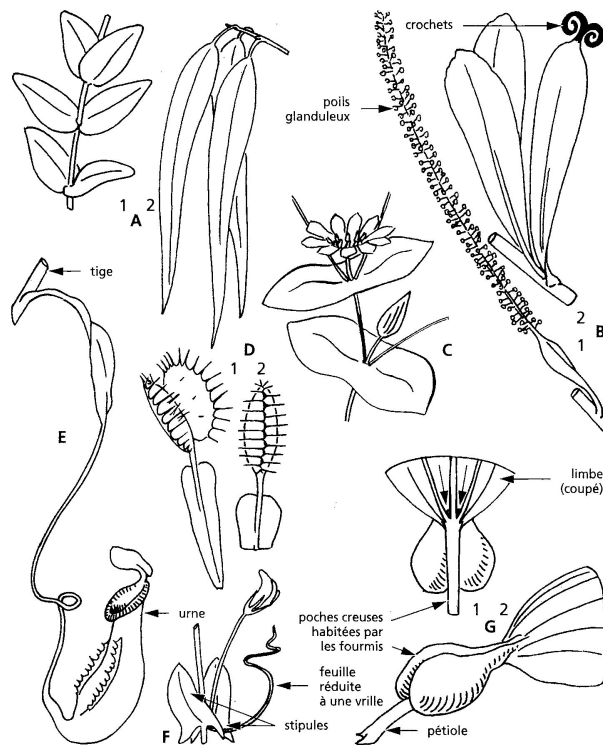 crochets
poils
glanduleux
1 2
A
tige
2
B
1
C
D
1 2
E
limbe
(coupé)
urne
poches creuses
habitées par
les fourmis
1 2
G
feuille
réduite
à une vrille
stipules
F
pétiole